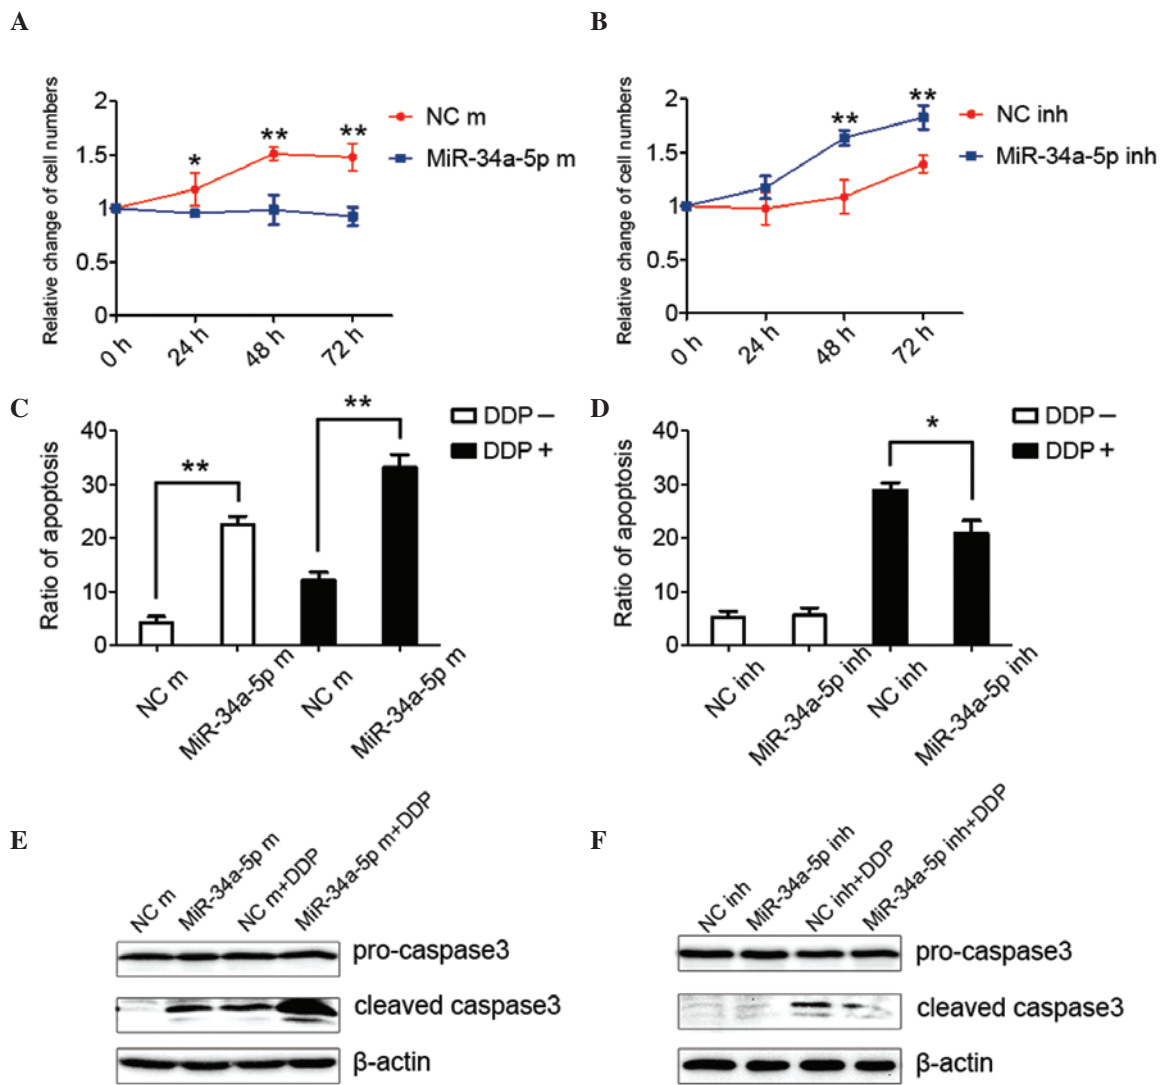 A
Relative change of cell numbers
2
1.5
1
0.5
0
*
**
**
NC m
MiR-34a-5p m
0 h
24 h
48 h
72 h
B
Relative change of cell numbers
2
1.5
1
0.5
0
**
**
NC inh
MiR-34a-5p inh
0 h
24 h
48 h
72 h
C
Ratio of apoptosis
40
30
20
10
0
**
**
DDP –
DDP +
NC m
MiR-34a-5p m
NC m
MiR-34a-5p m
D
Ratio of apoptosis
40
30
20
10
0
*
DDP –
DDP +
NC inh
MiR-34a-5p inh
NC inh
MiR-34a-5p inh
E
NC m
MiR-34a-5p m
NC m+DDP
MiR-34a-5p m+DDP
pro-caspase3
cleaved caspase3
β-actin
F
NC inh
MiR-34a-5p inh
NC inh+DDP
MiR-34a-5p inh+DDP
pro-caspase3
cleaved caspase3
β-actin